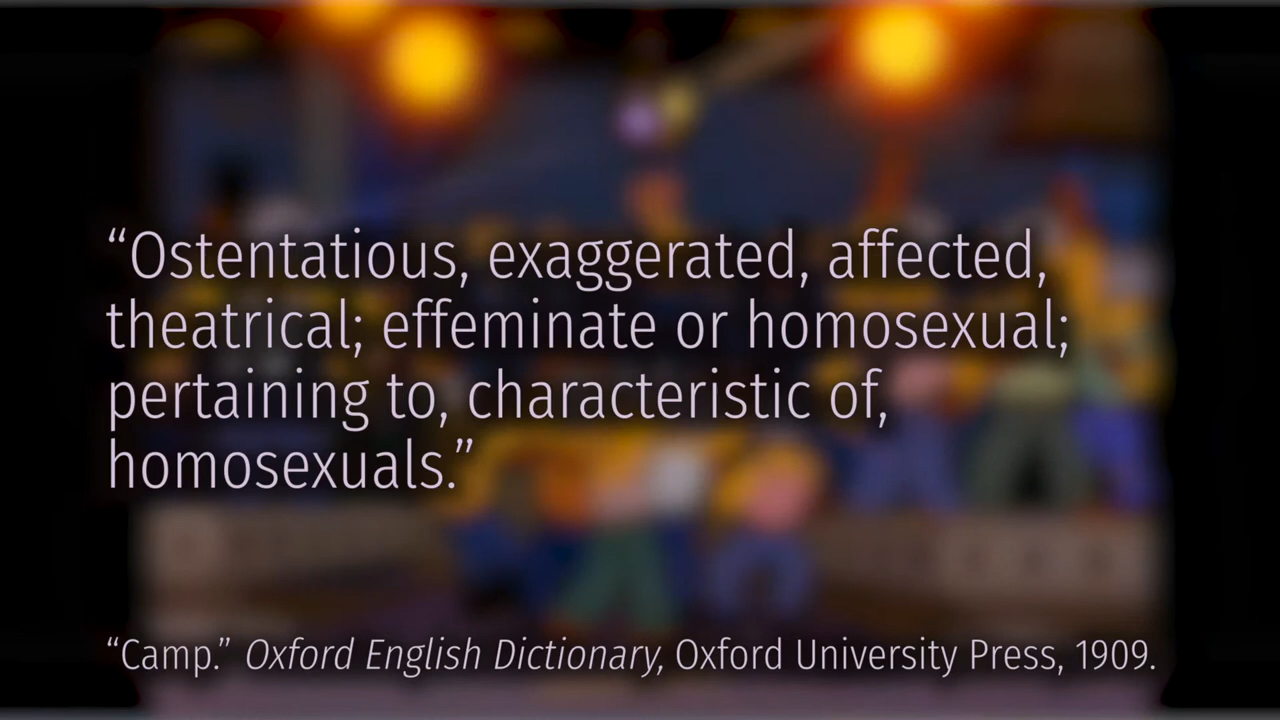 “Ostentatious, exaggerated, affected,
theatrical; effeminate or homosexual;
pertaining to, characteristic of,
homosexuals.”
“Camp.” Oxford English Dictionary, Oxford University Press, 1909.